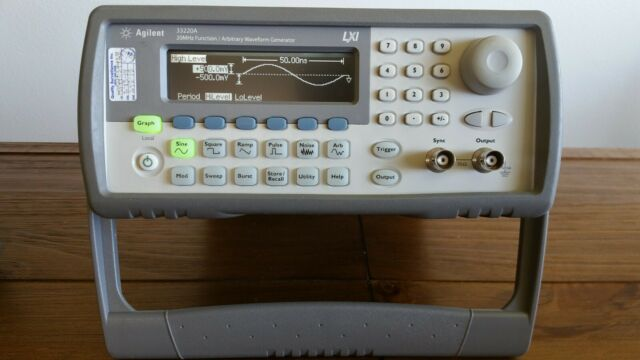 Agilent
33220A
20MHz Function / Arbitrary Waveform Generator
LXI
High Level
50.00ns
+500.0mV
-500.0mV
Period HiLevel LoLevel
7 8 9
4 5 6
1 2 3
0 . +/-
Graph
Local
Sine Square Ramp Pulse Noise Arb
Trigger
Sync Output
Mod Sweep Burst Store/ Recall Utility Help
Output